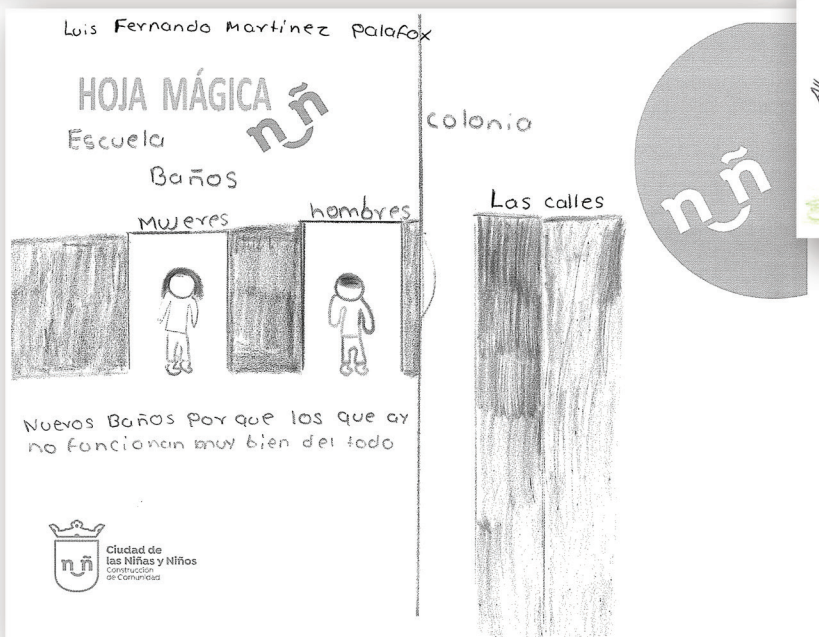 Luis Fernando Martínez Palafox
HOJA MÁGICA
nñ
Escuela
Baños
Mujeres
hombres
Nuevos Baños por que los que ay
no funcionan muy bien del todo
nñ
Ciudad de
las Niñas y Niños
Construcción
de Comunidad
colonia
Las calles
nñ